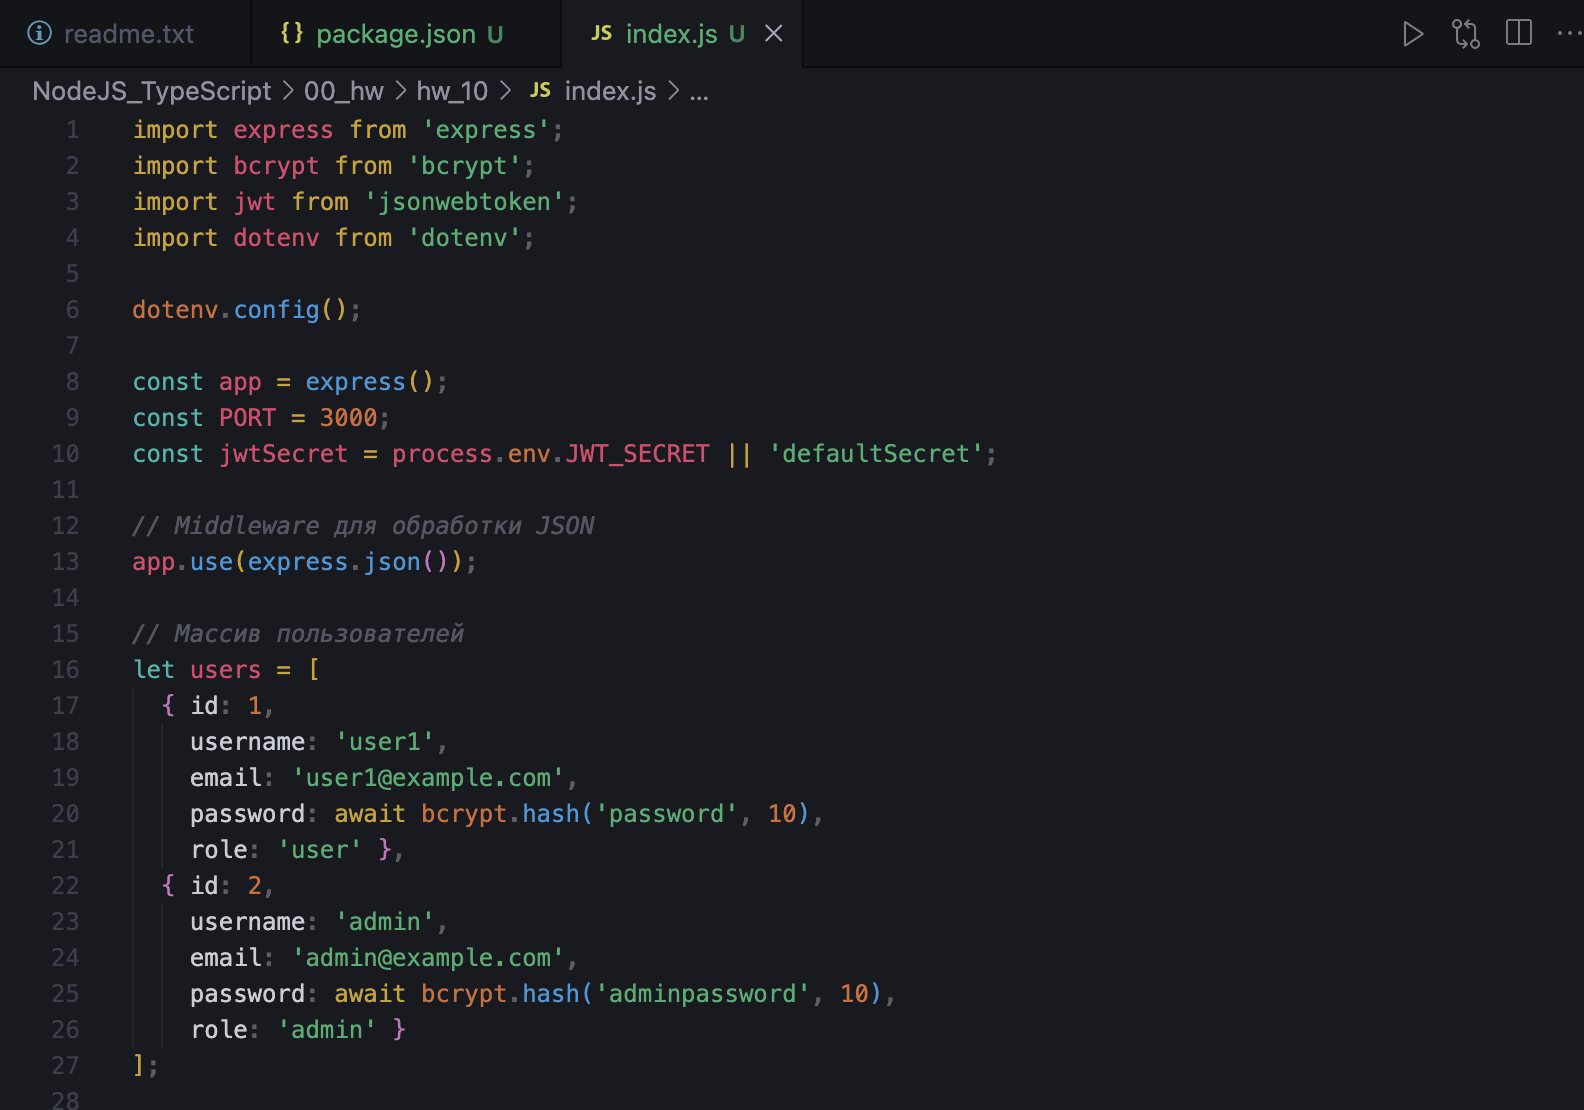 readme.txt
{} package.json U
JS index.js U
NodeJS_TypeScript > 00_hw > hw_10 > JS index.js > ...
1 import express from 'express';
2 import bcrypt from 'bcrypt';
3 import jwt from 'jsonwebtoken';
4 import dotenv from 'dotenv';
5
6 dotenv.config();
7
8 const app = express();
9 const PORT = 3000;
10 const jwtSecret = process.env.JWT_SECRET || 'defaultSecret';
11
12 // Middleware для обработки JSON
13 app.use(express.json());
14
15 // Массив пользователей
16 let users = [
17 { id: 1,
18 username: 'user1',
19 email: 'user1@example.com',
20 password: await bcrypt.hash('password', 10),
21 role: 'user' },
22 { id: 2,
23 username: 'admin',
24 email: 'admin@example.com',
25 password: await bcrypt.hash('adminpassword', 10),
26 role: 'admin' }
27 ];
28